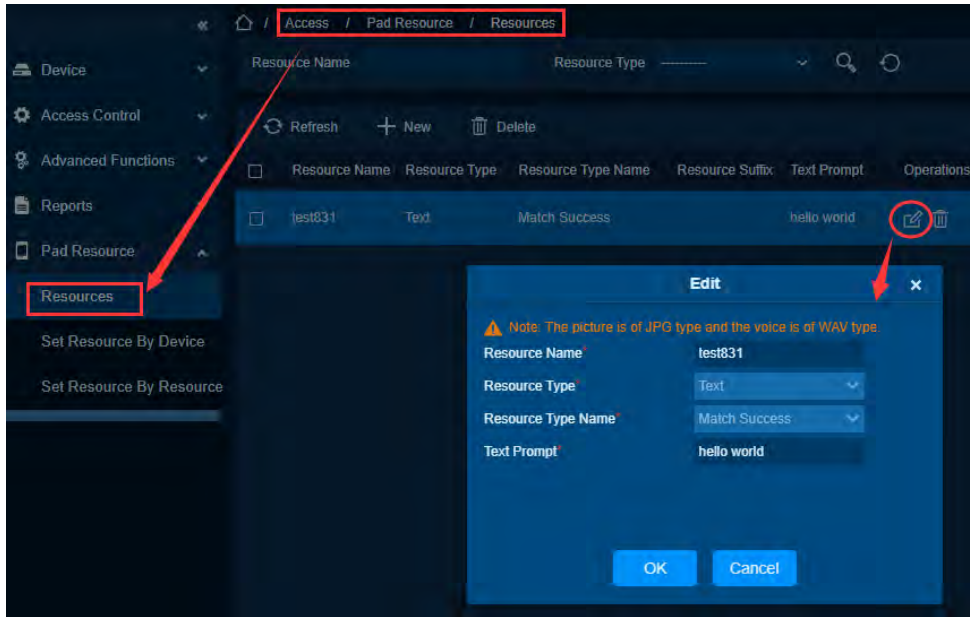 « / Access / Pad Resource / Resources
Device
Access Control
Advanced Functions
Reports
Pad Resource
Resources
Set Resource By Device
Set Resource By Resource
Resource Name Resource Type ----------
Refresh New Delete
Resource Name Resource Type Resource Type Name Resource Suffix Text Prompt Operations
test831 Text Match Success hello world
Edit ×
Note: The picture is of JPG type and the voice is of WAV type.
Resource Name* test831
Resource Type* Text
Resource Type Name* Match Success
Text Prompt* hello world
OK Cancel